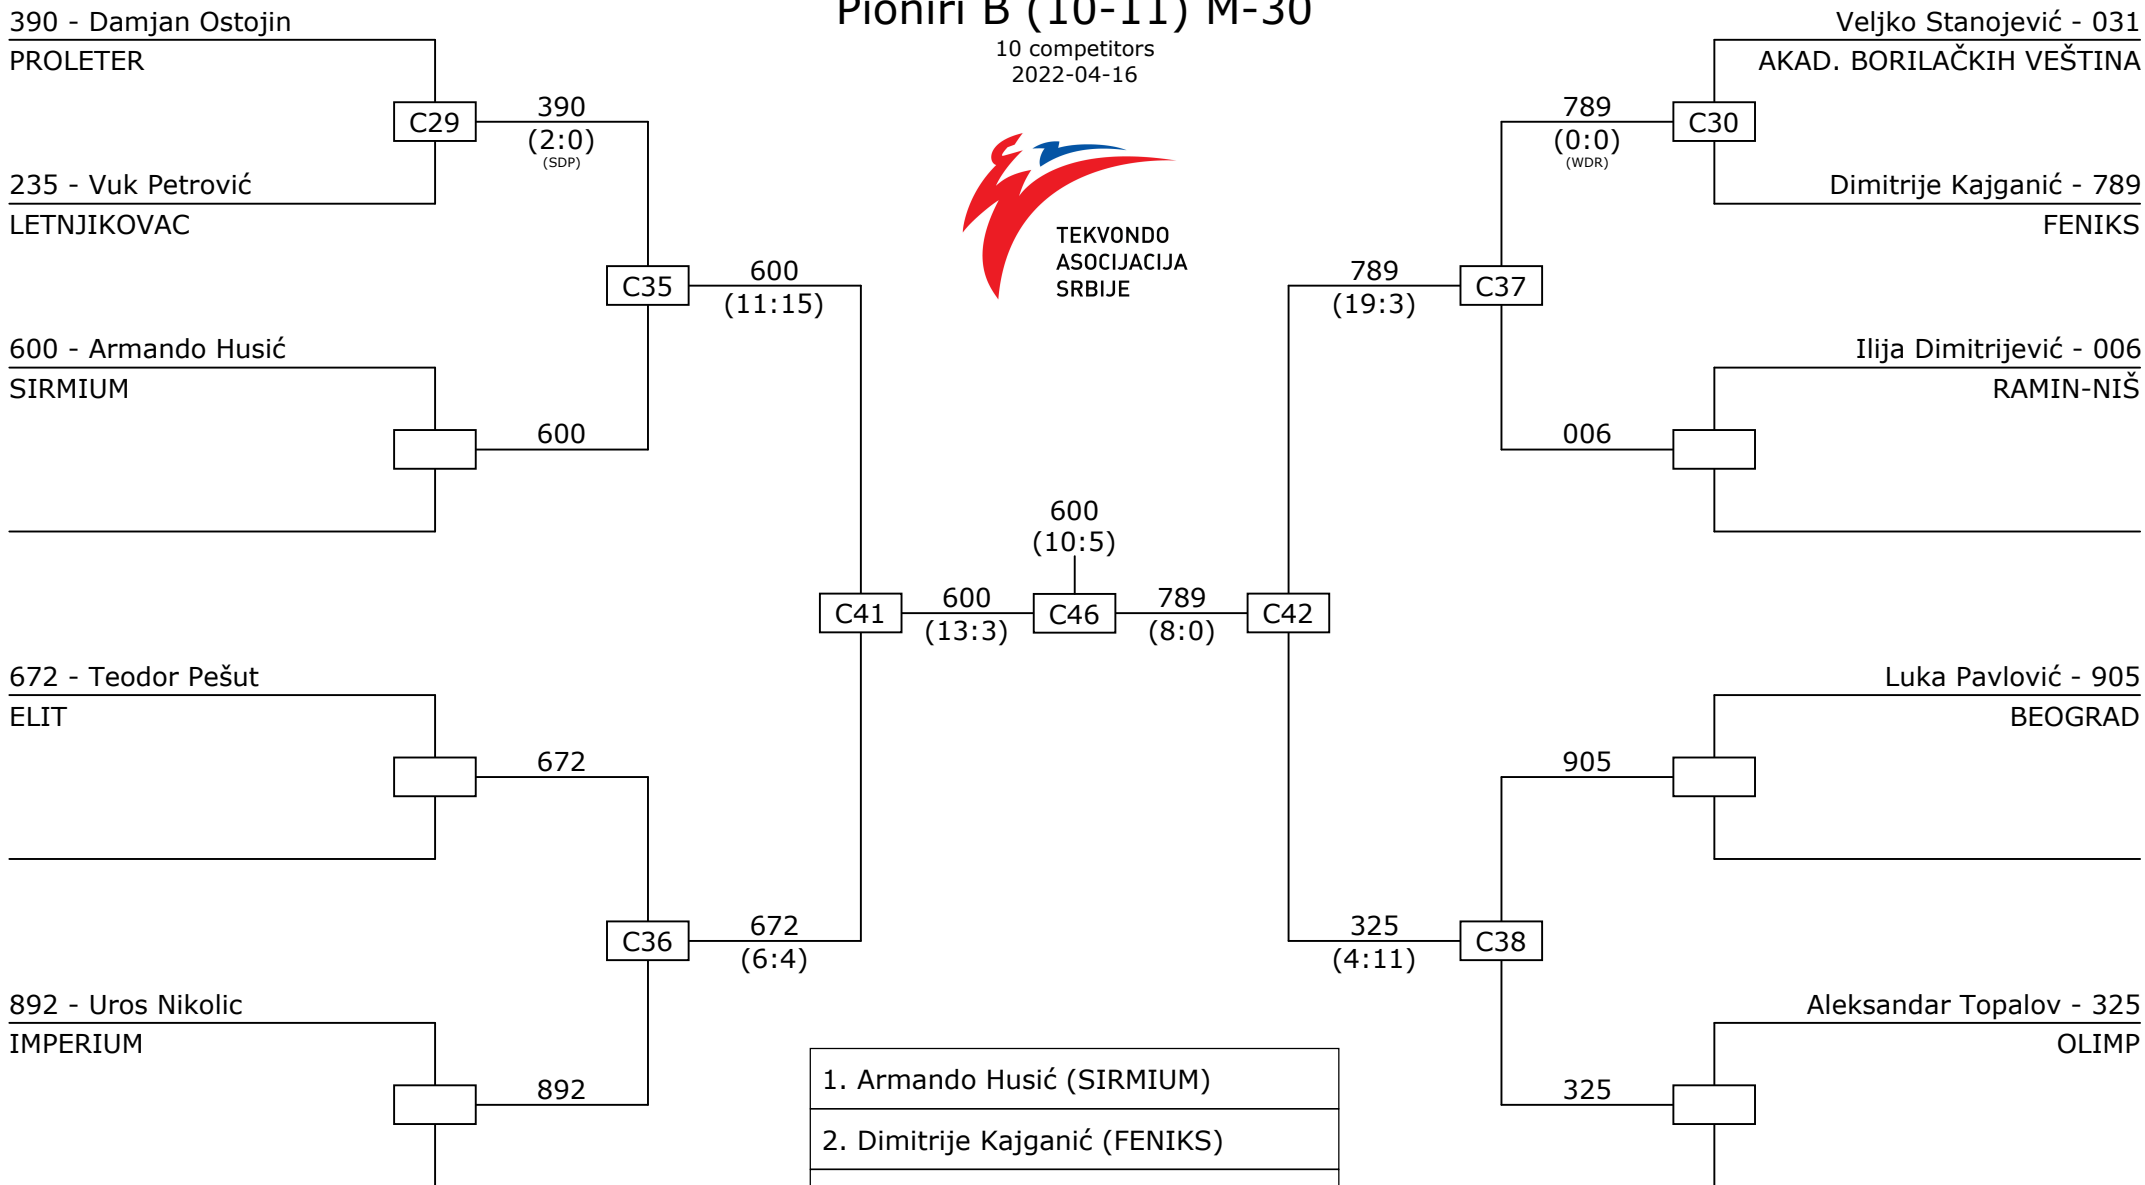 Pioniri B (10-11) M-30
10 competitors
2022-04-16
TEKVONDO
ASOCIJACIJA
SRBIJE
390 - Damjan Ostojin
PROLETER
C29
390
(2:0)
(SDP)
235 - Vuk Petrović
LETNJIKOVAC
C35
600
(11:15)
600 - Armando Husić
SIRMIUM
600
672 - Teodor Pešut
ELIT
672
C36
672
(6:4)
892 - Uros Nikolic
IMPERIUM
892
C41
600
(13:3)
600
(10:5)
C46
789
(8:0)
C42
Veljko Stanojević - 031
AKAD. BORILAČKIH VEŠTINA
789
(0:0)
(WDR)
C30
Dimitrije Kajganić - 789
FENIKS
789
(19:3)
C37
Ilija Dimitrijević - 006
RAMIN-NIŠ
006
Luka Pavlović - 905
BEOGRAD
905
325
(4:11)
C38
Aleksandar Topalov - 325
OLIMP
325
1. Armando Husić (SIRMIUM)
2. Dimitrije Kajganić (FENIKS)